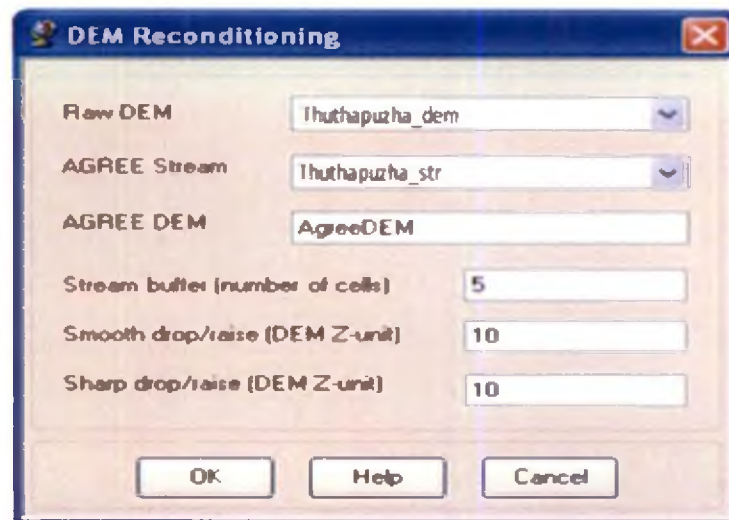 DEM Reconditioning
Raw DEM Thuthapuzha_dem
AGREE Stream Thuthapuzha_str
AGREE DEM AgreeDEM
Stream buffer (number of cells) 5
Smooth drop/raise (DEM Z-unit) 10
Sharp drop/raise (DEM Z-unit) 10
OK Help Cancel